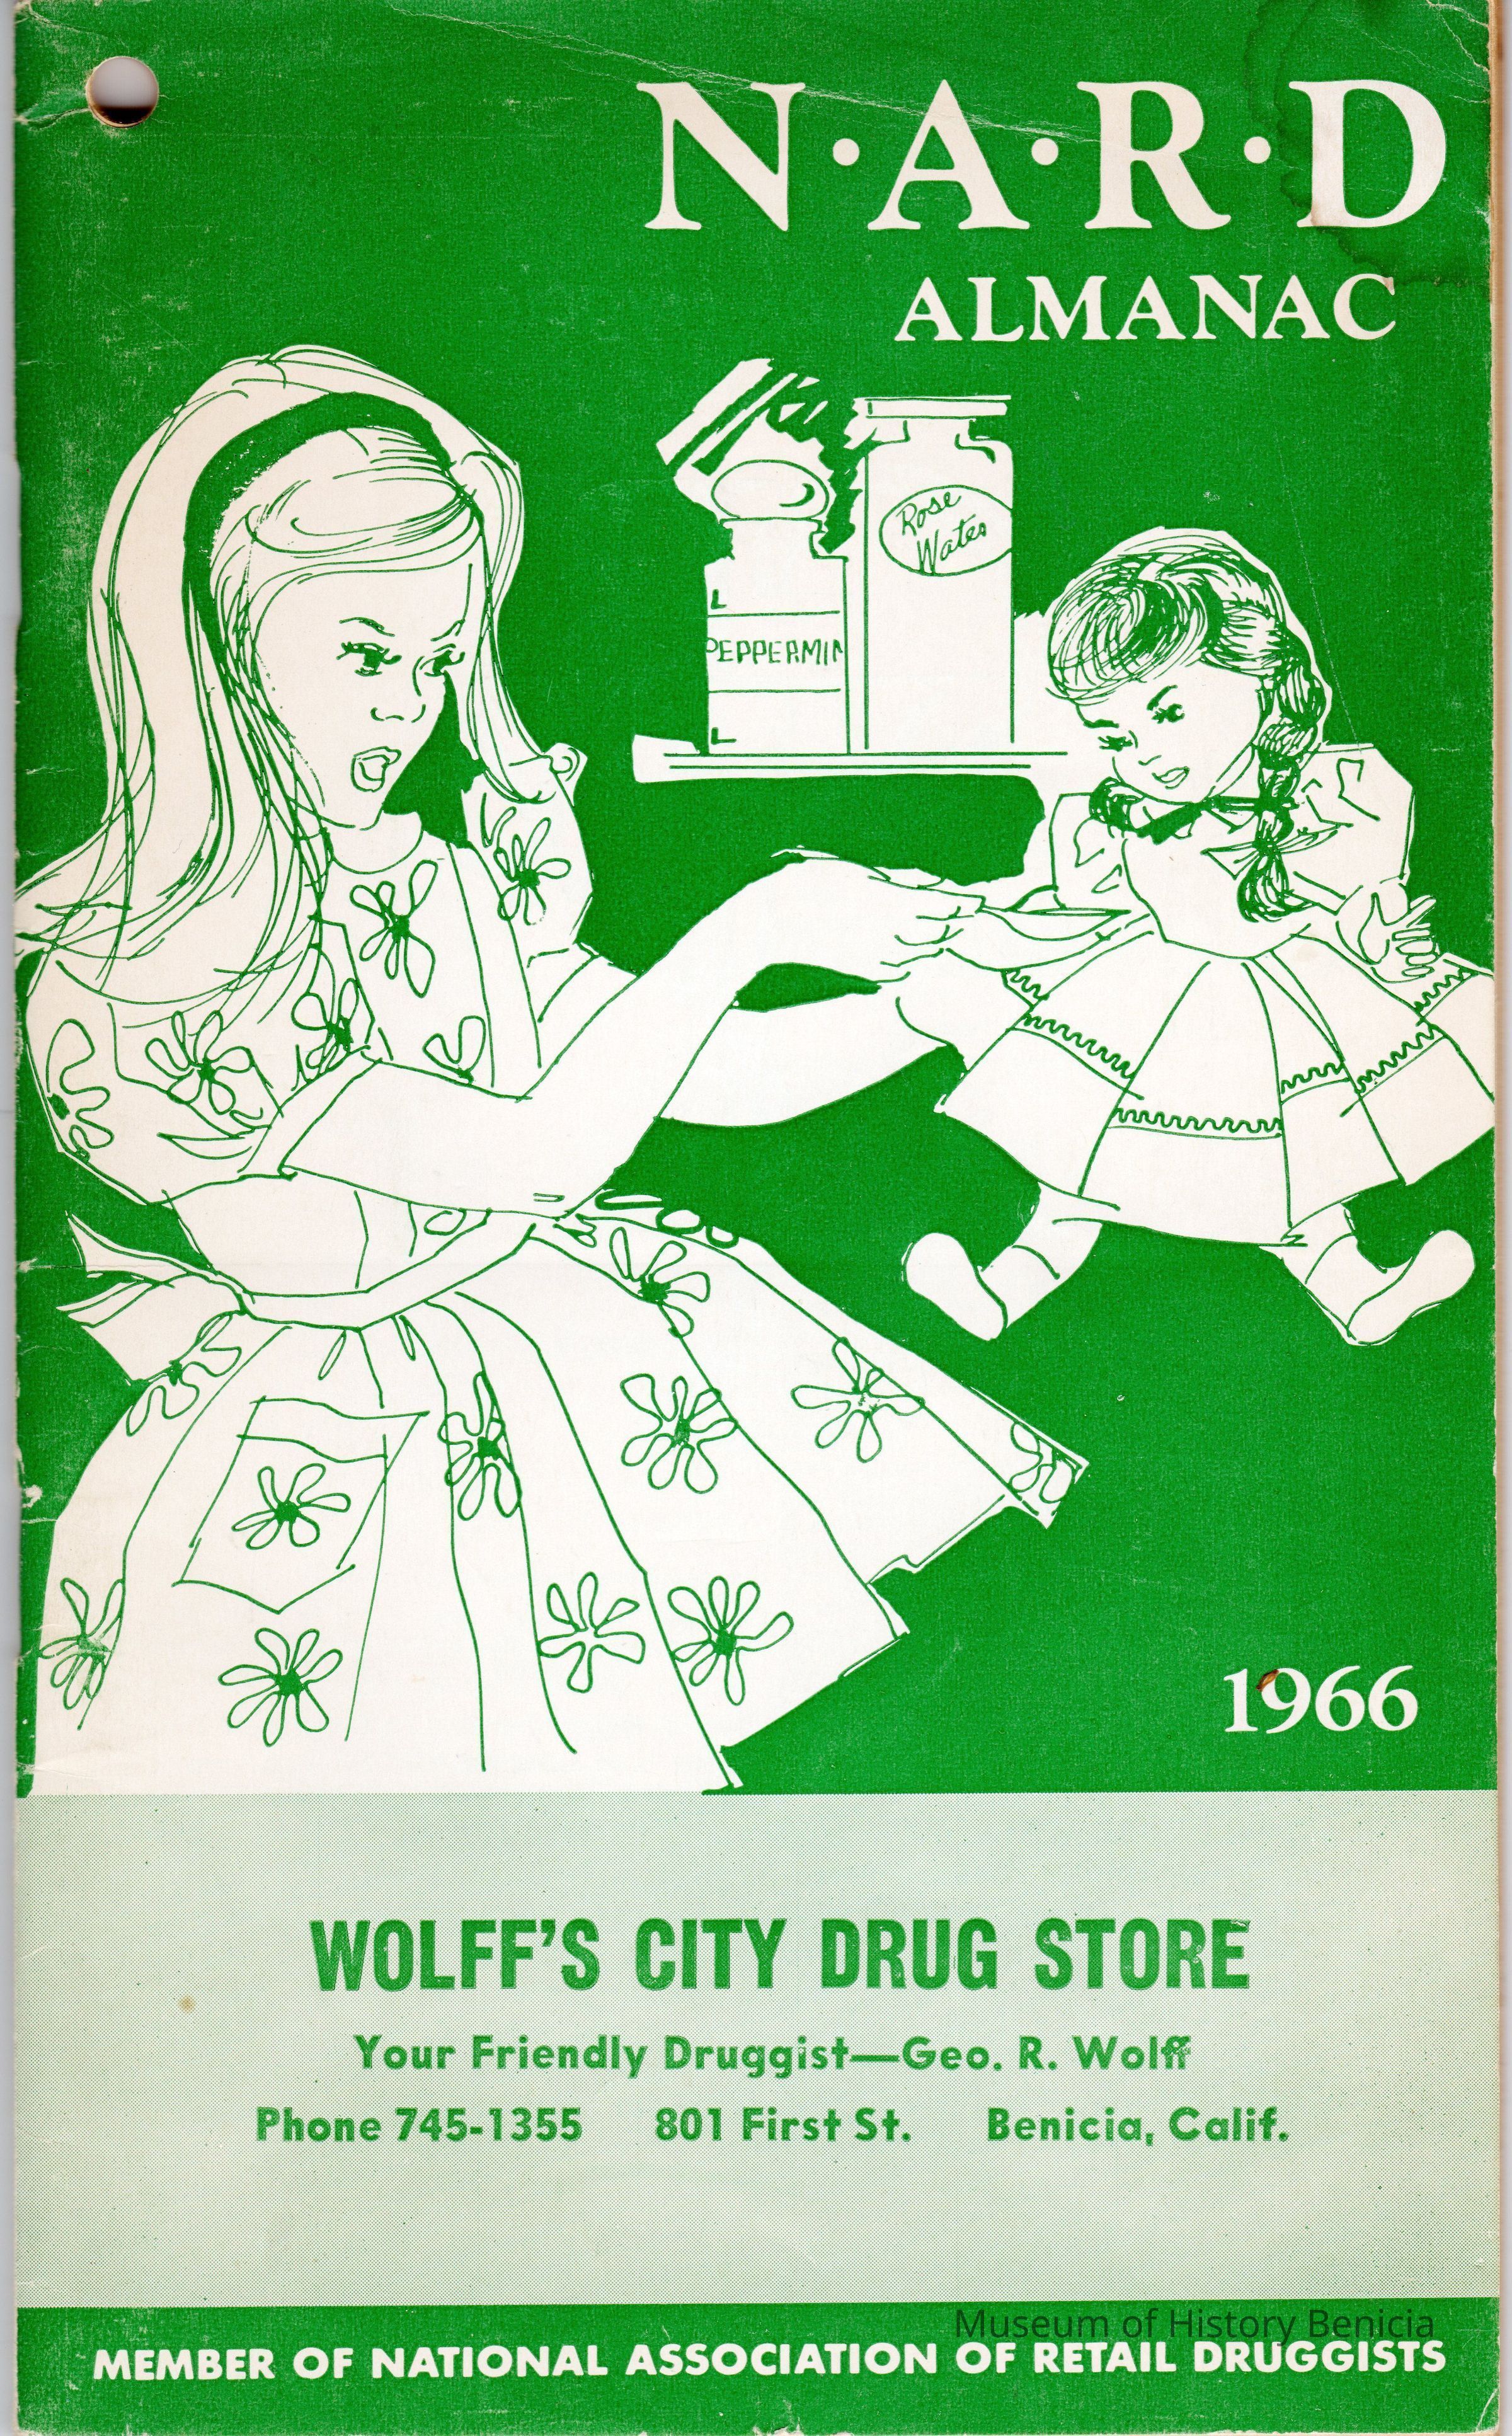 N·A·R·D
ALMANAC
Rose
Water
PEPPERMIN
1966
WOLFF'S CITY DRUG STORE
Your Friendly Druggist—Geo. R. Wolff
Phone 745-1355 801 First St. Benicia, Calif.
Museum of History Benicia
MEMBER OF NATIONAL ASSOCIATION OF RETAIL DRUGGISTS